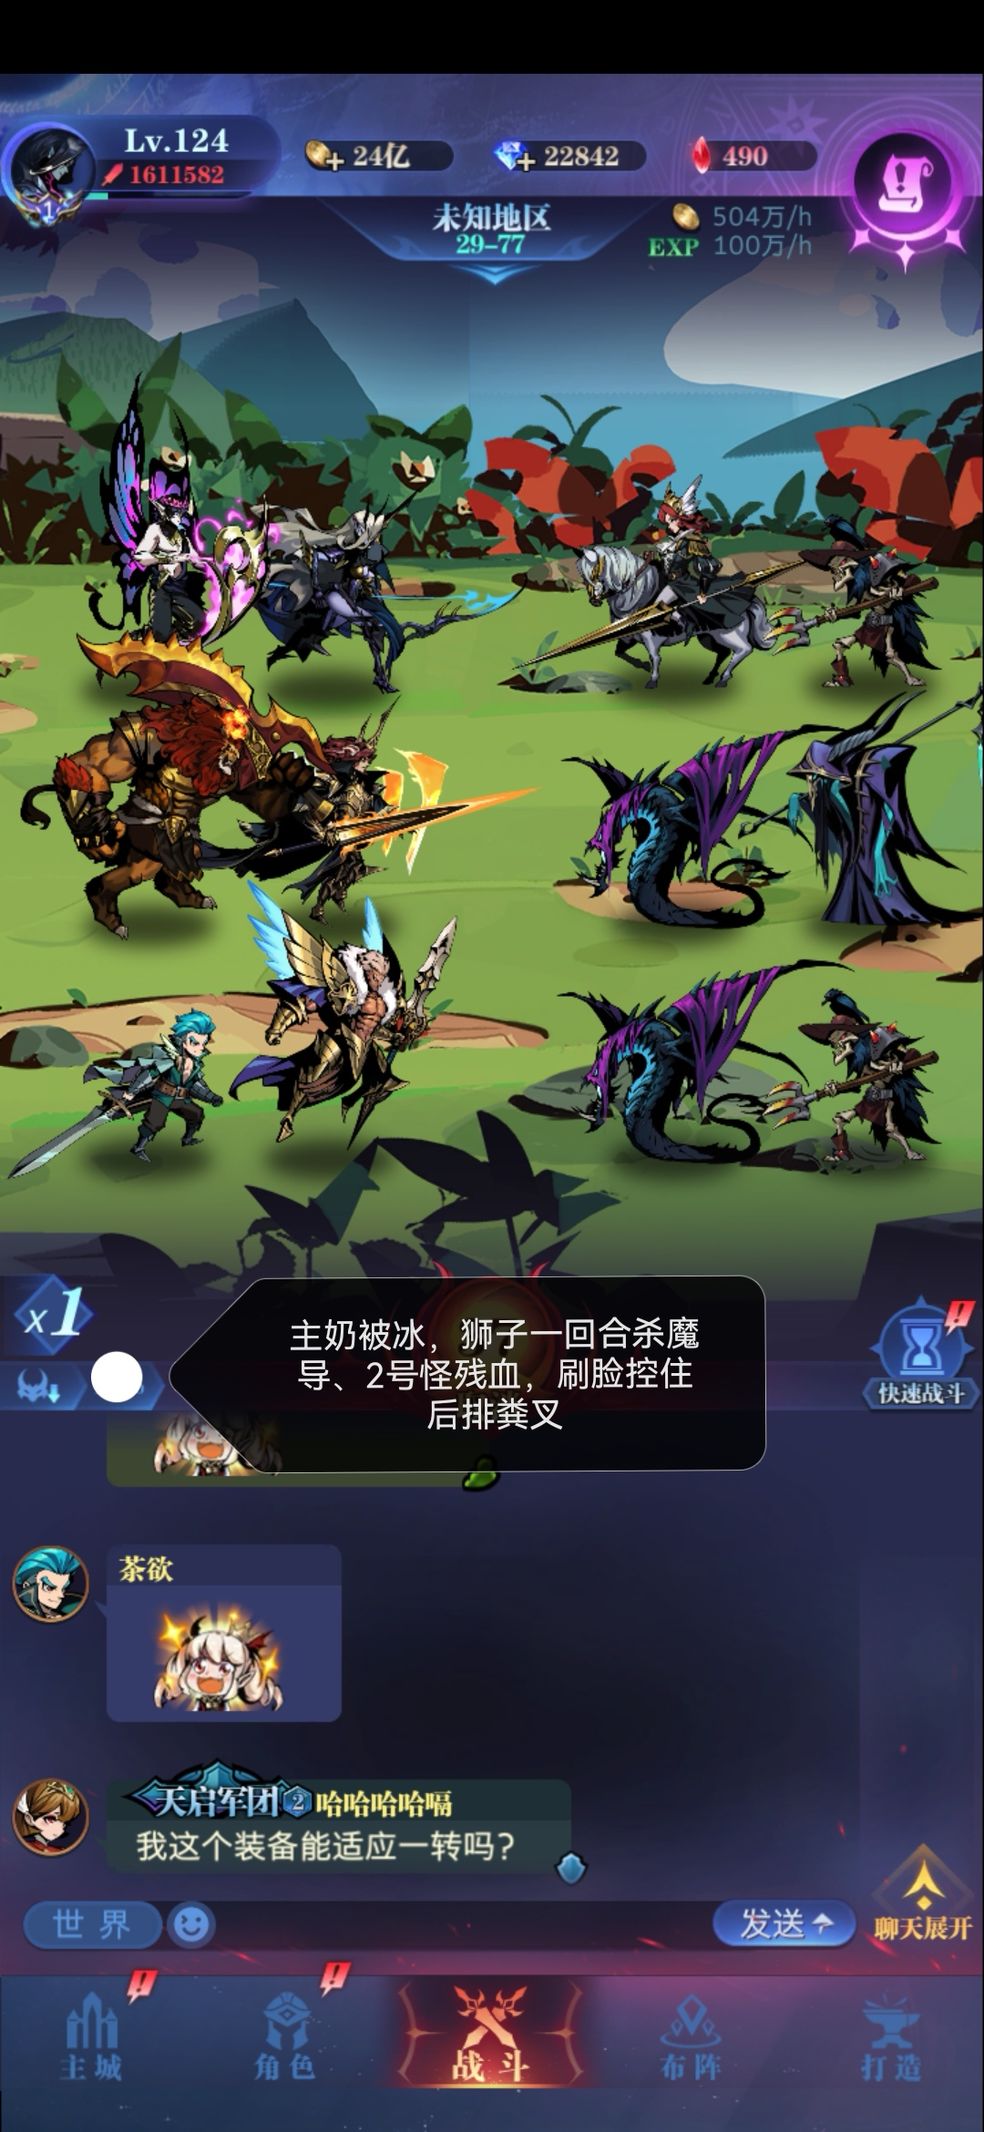 Lv.124
1611582
1
24亿
22842
490
未知地区
29-77
504万/h
EXP 100万/h
x1
快速战斗
主奶被冰，狮子一回合杀魔
导、2号怪残血，刷脸控住
后排粪叉
茶欲
天启军团 2 哈哈哈哈嗝
我这个装备能适应一转吗？
世界
发送
聊天展开
主城
角色
战斗
布阵
打造